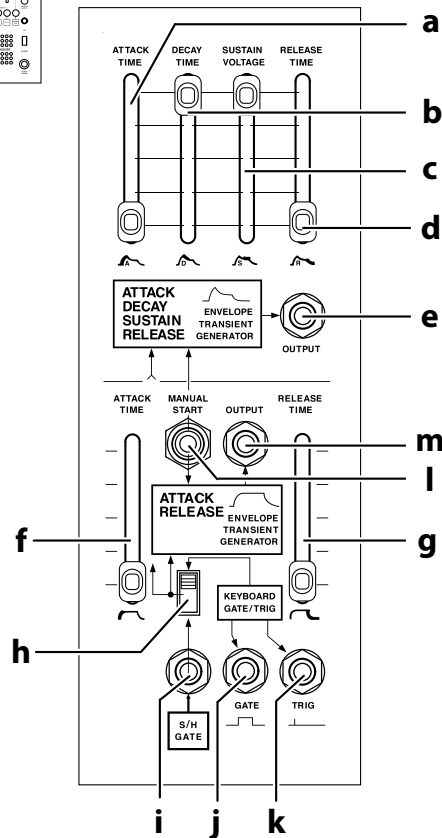 a
ATTACK TIME
DECAY TIME
SUSTAIN VOLTAGE
RELEASE TIME
b
c
d
A
D
S
R
ATTACK
DECAY
SUSTAIN
RELEASE
ENVELOPE
TRANSIENT
GENERATOR
OUTPUT
e
ATTACK TIME
MANUAL START
OUTPUT
RELEASE TIME
m
l
ATTACK
RELEASE
ENVELOPE
TRANSIENT
GENERATOR
f
g
KEYBOARD
GATE/TRIG
h
GATE
TRIG
S/H
GATE
i
j
k